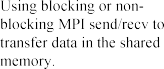 Using blocking or non-
blocking MPI send/recv to
transfer data in the shared
memory.